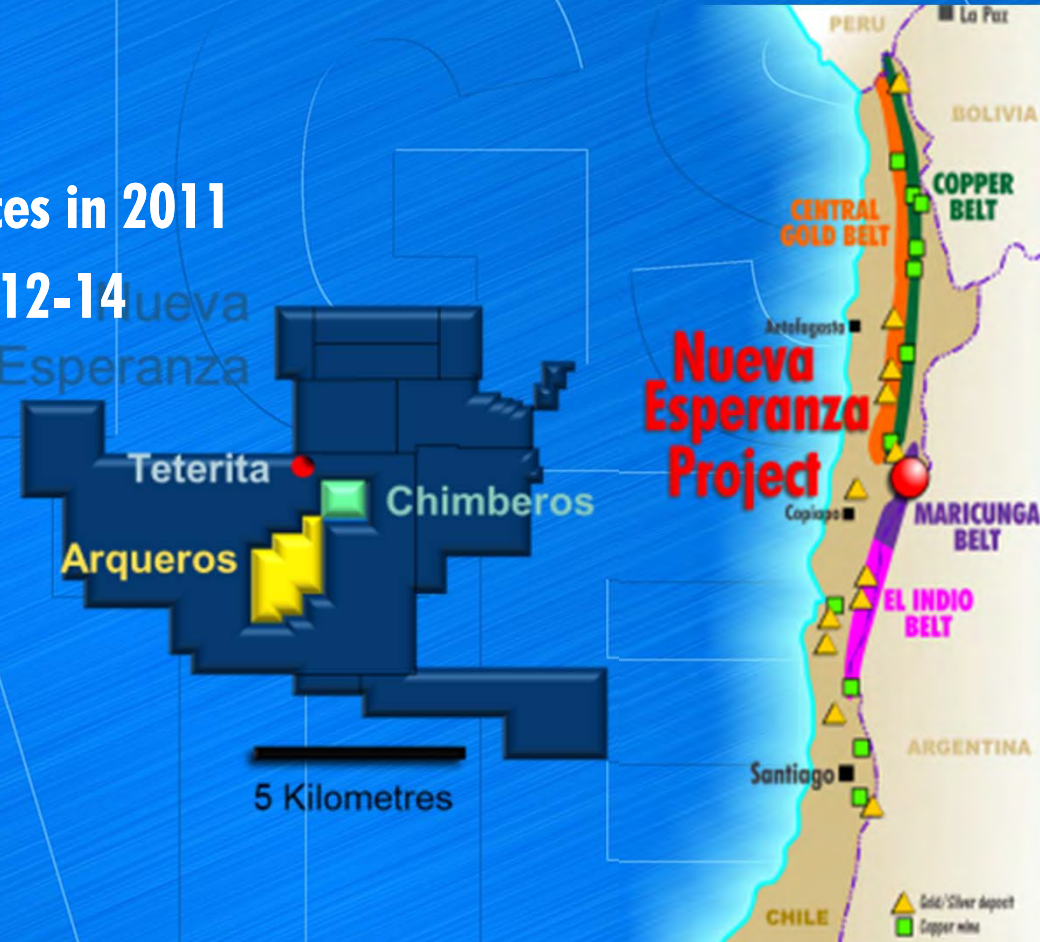 tes in 2011
12-14
Nueva
Esperanza
Teterita
Chimberos
Arqueros
5 Kilometres
PERU
La Paz
BOLIVIA
COPPER
BELT
CENTRAL
GOLD BELT
Antofagasta
Nueva
Esperanza
Project
Copiapo
MARICUNGA
BELT
EL INDIO
BELT
ARGENTINA
Santiago
CHILE
Gold/Silver deposit
Copper mine